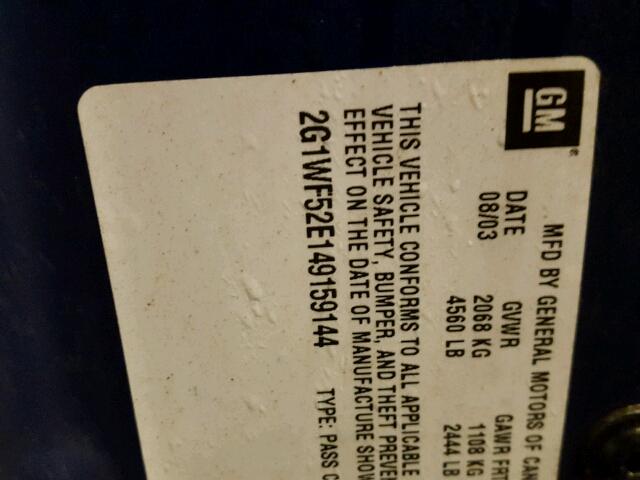 GM®
MFD BY GENERAL MOTORS OF CAN
DATE GVWR GAWR FRT
08/03 2068 KG 1108 KG
4560 LB 2444 LB
THIS VEHICLE CONFORMS TO ALL APPLICABLE
VEHICLE SAFETY, BUMPER, AND THEFT PREVE
EFFECT ON THE DATE OF MANUFACTURE SHOW
2G1WF52E149159144 TYPE: PASS C